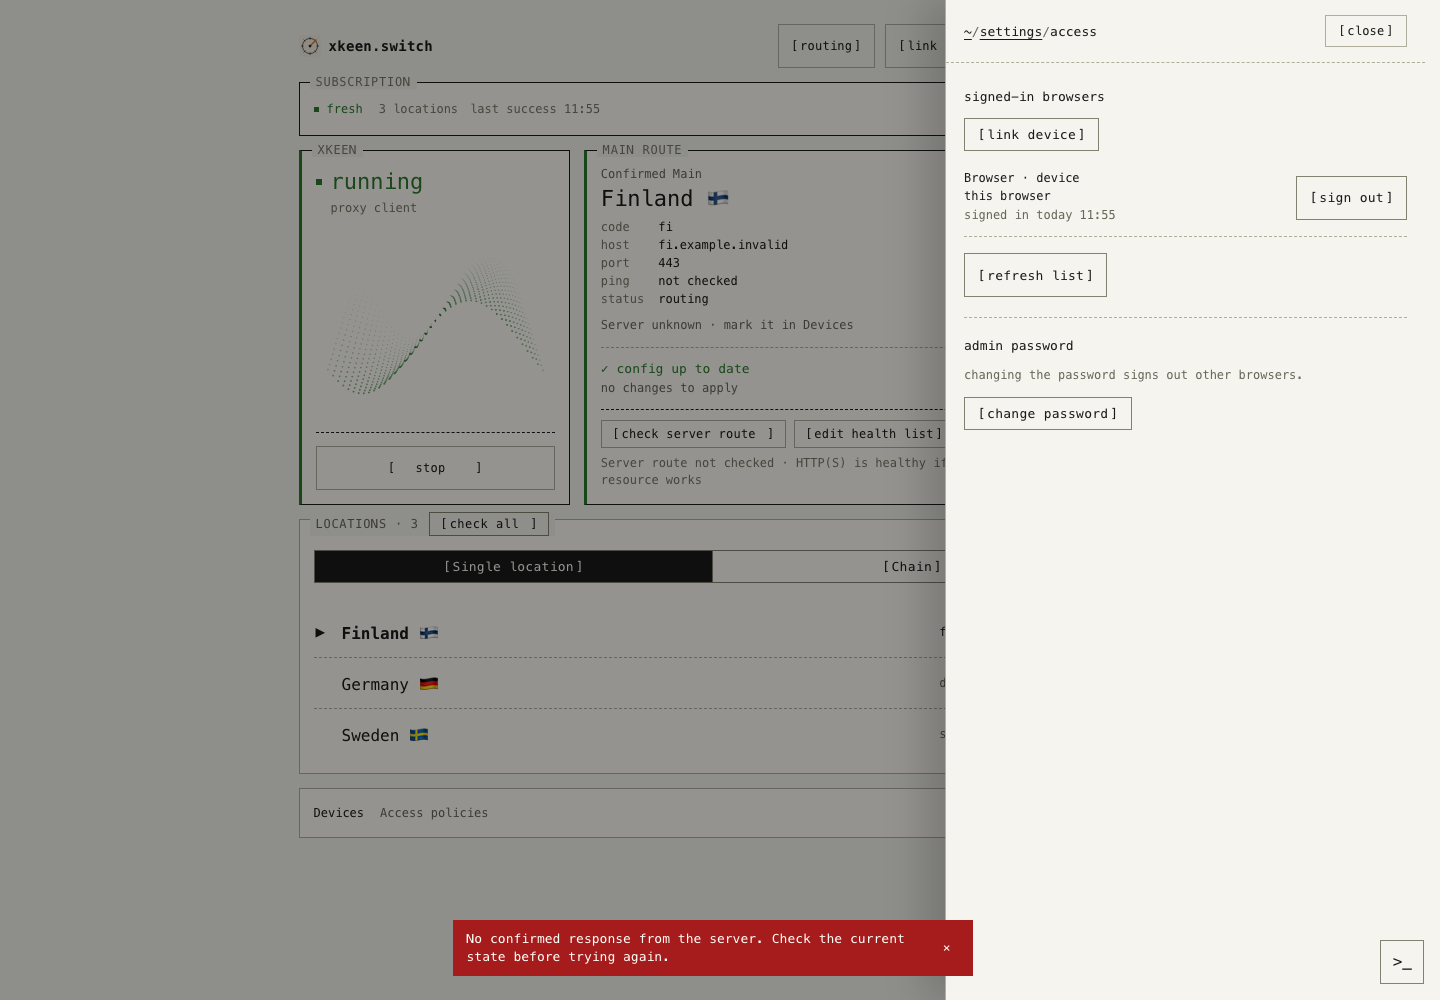 xkeen.switch
[routing]
[link
SUBSCRIPTION
fresh 3 locations last success 11:55
XKEEN
running
proxy client
[ stop ]
MAIN ROUTE
Confirmed Main
Finland
code fi
host fi.example.invalid
port 443
ping not checked
status routing
Server unknown · mark it in Devices
✓ config up to date
no changes to apply
[check server route ] [edit health list]
Server route not checked · HTTP(S) is healthy if
resource works
LOCATIONS · 3 [check all ]
[Single location] [Chain]
▶ Finland
Germany
Sweden
Devices Access policies
~/settings/access [close]
signed-in browsers
[link device]
Browser · device
this browser
signed in today 11:55
[sign out]
[refresh list]
admin password
changing the password signs out other browsers.
[change password]
No confirmed response from the server. Check the current
state before trying again.
×
>_